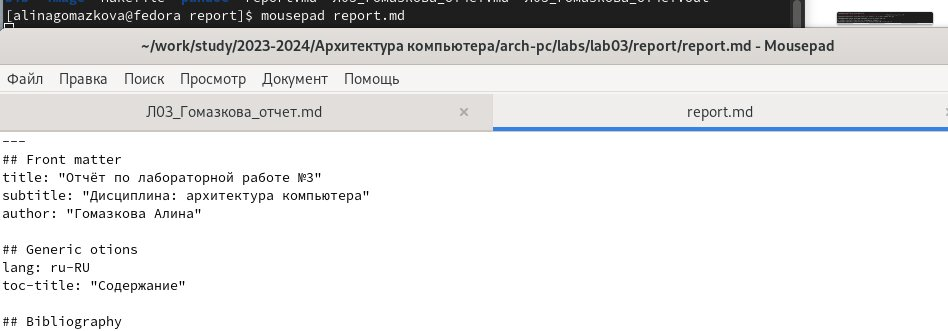 [alinagomazkova@fedora report]$ mousepad report.md
~/work/study/2023-2024/Архитектура компьютера/arch-pc/labs/lab03/report/report.md - Mousepad
Файл Правка Поиск Просмотр Документ Помощь
Л03_Гомазкова_отчет.md × report.md
---
## Front matter
title: "Отчёт по лабораторной работе №3"
subtitle: "Дисциплина: архитектура компьютера"
author: "Гомазкова Алина"
## Generic otions
lang: ru-RU
toc-title: "Содержание"
## Bibliography